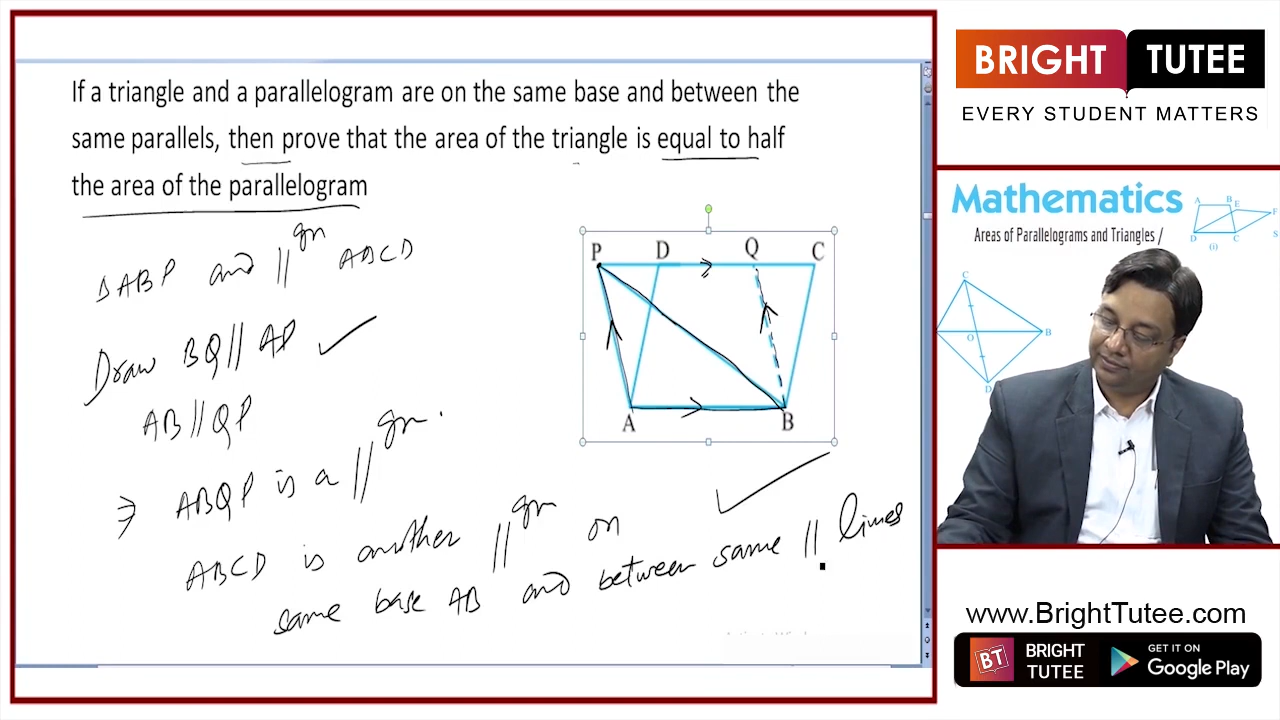 If a triangle and a parallelogram are on the same base and between the
same parallels, then prove that the area of the triangle is equal to half
the area of the parallelogram
ΔABP and ||gm ABCD
Draw BQ || AP
AB || QP
⇒ ABQP is a ||gm.
ABCD is another ||gm on
same base AB and between same || lines
P D Q C
A B
BRIGHT TUTEE
EVERY STUDENT MATTERS
Mathematics
Areas of Parallelograms and Triangles /
A B E F
D C S
(i)
C
O B
D
www.BrightTutee.com
BT BRIGHT
TUTEE
GET IT ON
Google Play